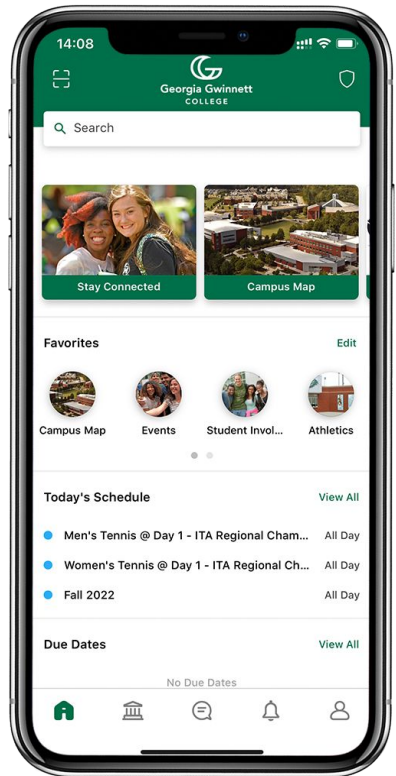 14:08
Georgia Gwinnett
COLLEGE
Search
Stay Connected
Campus Map
Favorites
Edit
Campus Map
Events
Student Invol...
Athletics
Today's Schedule
View All
Men's Tennis @ Day 1 - ITA Regional Cham...
All Day
Women's Tennis @ Day 1 - ITA Regional Ch...
All Day
Fall 2022
All Day
Due Dates
View All
No Due Dates